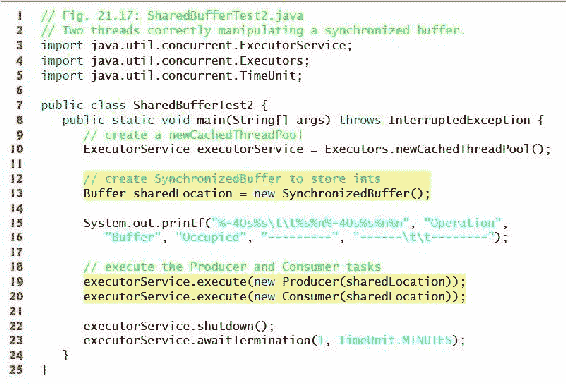 1 // Fig. 21.17: SharedBufferTest2.java
2 // Two threads correctly manipulating a synchronized buffer.
3 import java.util.concurrent.ExecutorService;
4 import java.util.concurrent.Executors;
5 import java.util.concurrent.TimeUnit;
6
7 public class SharedBufferTest2 {
8 public static void main(String[] args) throws InterruptedException {
9 // create a newCachedThreadPool
10 ExecutorService executorService = Executors.newCachedThreadPool();
11
12 // create SynchronizedBuffer to store ints
13 Buffer sharedLocation = new SynchronizedBuffer();
14
15 System.out.printf("%-40s%s\t\t%s%n%-40s%s%n%n", "Operation",
16 "Buffer", "Occupied", "---------", "------\t\t--------");
17
18 // execute the Producer and Consumer tasks
19 executorService.execute(new Producer(sharedLocation));
20 executorService.execute(new Consumer(sharedLocation));
21
22 executorService.shutdown();
23 executorService.awaitTermination(1, TimeUnit.MINUTES);
24 }
25 }